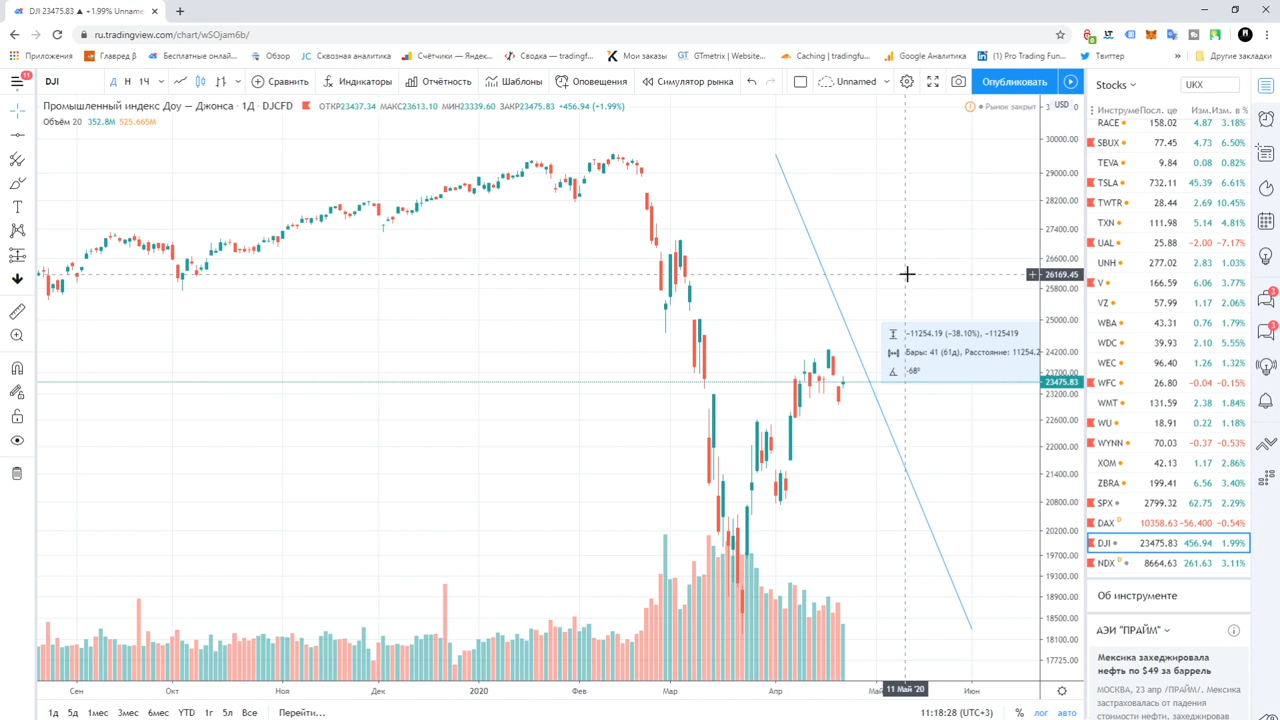 DJI 23475.83 ▲ +1.99% Unname
ru.tradingview.com/chart/wSOjam6b/
Приложения Главред β Бесплатные онлай... Обзор Сквозная аналитика Счётчики — Яндекс... Сводка — tradingf... Мои заказы GTmetrix | Website... Caching | tradingfu... Google Аналитика (1) Pro Trading Fun... Твиттер » Другие закладки
11 DJI Д Н 1Ч Сравнить Индикаторы Отчёты Шаблоны Оповещения Симулятор рынка Unnamed Опубликовать
Stocks UKX
Промышленный индекс Доу — Джонса · 1Д · DJCFD ОТКР23437.34 МАКС23613.10 МИН23339.60 ЗАКР23475.83 +456.94 (+1.99%)
Объём 20 352.8M 525.665M
Рынок закрыт
USD
30000.00
29000.00
28200.00
27400.00
26600.00
26169.45
25800.00
25000.00
24200.00
23700.00
23475.83
23200.00
22600.00
22000.00
21400.00
20800.00
20200.00
19700.00
19300.00
18900.00
18500.00
18100.00
17725.00
−11254.19 (−38.10%), −1125419
Бары: 41 (61д), Расстояние: 11254.2
-68º
Сен Окт Ноя Дек 2020 Фев Мар Апр Май 11 Май '20 Июн
1д 5д 1мес 3мес 6мес YTD 1г 5л Все Перейти...
11:18:28 (UTC+3) % лог авто
Инструме Посл. це Изм. Изм. в %
RACE 158.02 4.87 3.18%
SBUX 77.45 4.73 6.50%
TEVA 9.84 0.08 0.82%
TSLA 732.11 45.39 6.61%
TWTR 28.44 2.69 10.45%
TXN 111.98 5.14 4.81%
UAL 25.88 −2.00 −7.17%
UNH 277.02 2.83 1.03%
V 166.59 6.06 3.77%
VZ 57.99 1.17 2.06%
WBA 43.31 0.76 1.79%
WDC 39.93 2.10 5.55%
WEC 96.40 1.26 1.32%
WFC 26.80 −0.04 −0.15%
WMT 131.59 2.38 1.84%
WU 18.91 0.22 1.18%
WYNN 70.03 −0.37 −0.53%
XOM 42.13 1.17 2.86%
ZBRA 199.41 6.56 3.40%
SPX 2799.32 62.75 2.29%
DAX D 10358.63 −56.400 −0.54%
DJI 23475.83 456.94 1.99%
NDX D 8664.63 261.63 3.11%
Об инструменте
АЭИ "ПРАЙМ"
Мексика захеджировала
нефть по $49 за баррель
МОСКВА, 23 апр /ПРАЙМ/. Мексика
застраховалась от падения
стоимости нефти, захеджировав
3
3